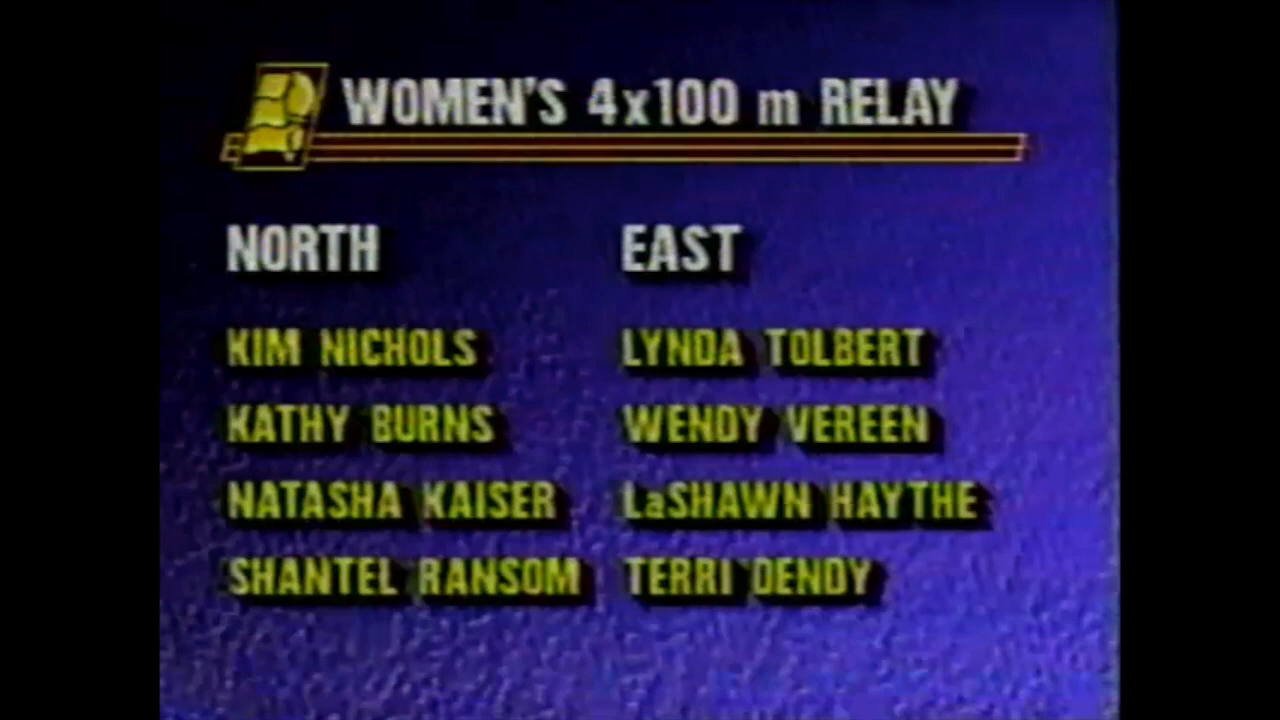 WOMEN'S 4x100 m RELAY
NORTH
EAST
KIM NICHOLS
LYNDA TOLBERT
KATHY BURNS
WENDY VEREEN
NATASHA KAISER
LaSHAWN HAYTHE
SHANTEL RANSOM
TERRI DENDY